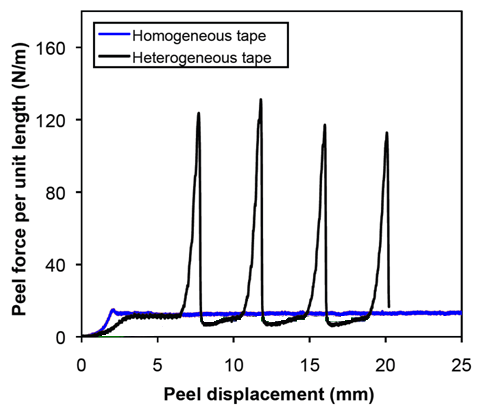 Peel force per unit length (N/m)
160
120
80
40
0
Homogeneous tape
Heterogeneous tape
0 5 10 15 20 25
Peel displacement (mm)